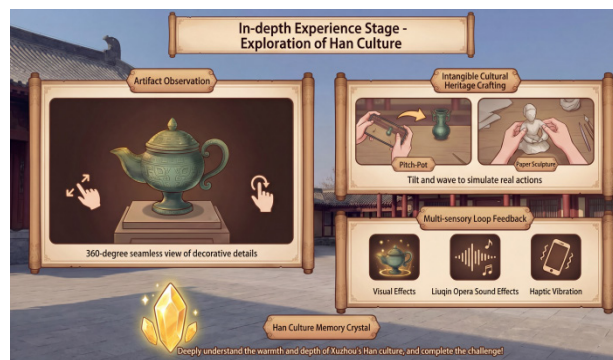 In-depth Experience Stage -
Exploration of Han Culture
Artifact Observation
360-degree seamless view of decorative details
Intangible Cultural
Heritage Crafting
Pitch-Pot
Paper Sculpture
Tilt and wave to simulate real actions
Multi-sensory Loop Feedback
Visual Effects
Liuqin Opera Sound Effects
Haptic Vibration
Han Culture Memory Crystal
Deeply understand the warmth and depth of Xuzhou's Han culture, and complete the challenge!